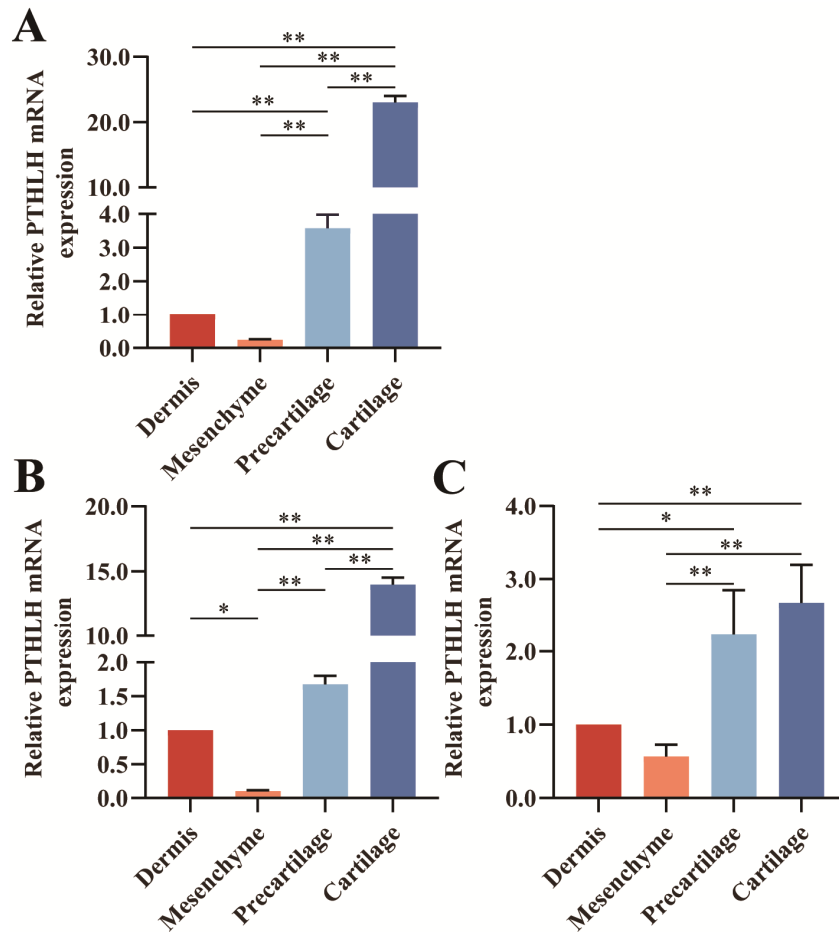 A
Relative PTHLH mRNA
expression
30.0
20.0
10.0
4.0
3.0
2.0
1.0
0.0
**
**
**
**
**
Dermis
Mesenchyme
Precartilage
Cartilage
B
Relative PTHLH mRNA
expression
20.0
15.0
10.0
2.0
1.5
1.0
0.5
0.0
**
**
**
**
*
Dermis
Mesenchyme
Precartilage
Cartilage
C
Relative PTHLH mRNA
expression
4.0
3.0
2.0
1.0
0.0
**
*
**
**
Dermis
Mesenchyme
Precartilage
Cartilage